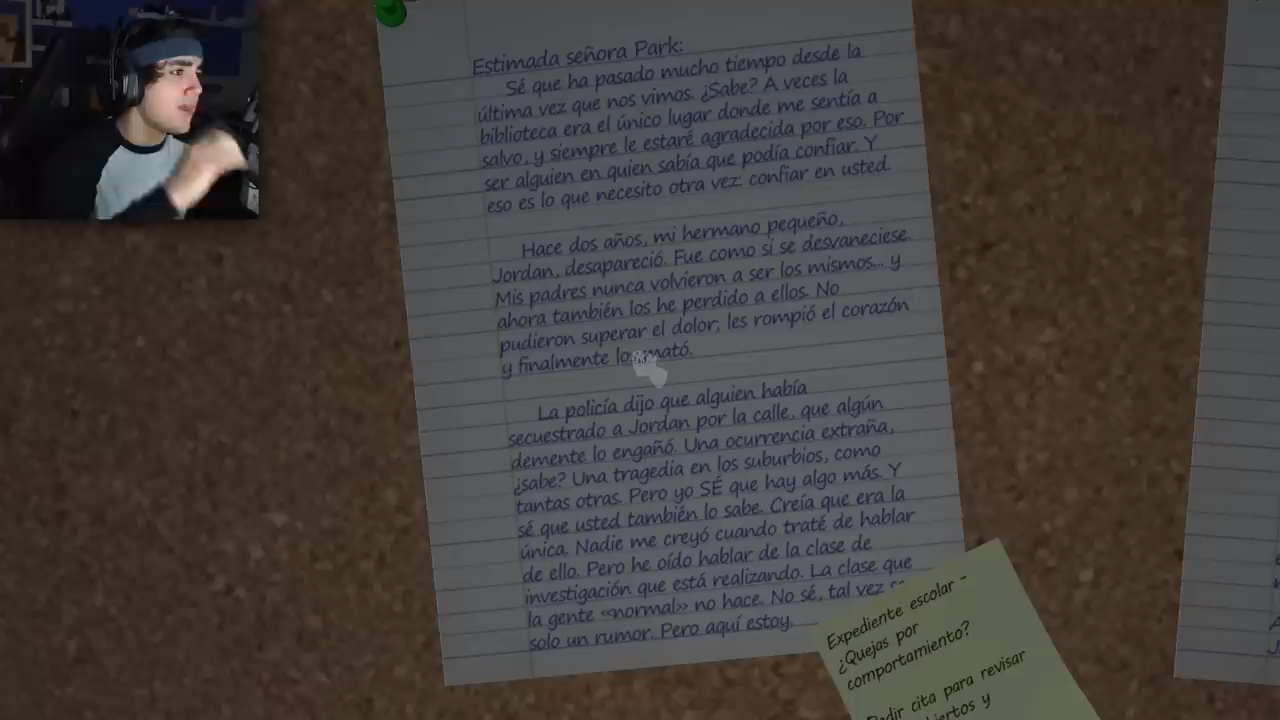 Estimada señora Park:
Sé que ha pasado mucho tiempo desde la
última vez que nos vimos. ¿Sabe? A veces la
biblioteca era el único lugar donde me sentía a
salvo, y siempre le estaré agradecida por eso. Por
ser alguien en quien sabía que podía confiar. Y
eso es lo que necesito otra vez: confiar en usted.
Hace dos años, mi hermano pequeño,
Jordan, desapareció. Fue como si se desvaneciese.
Mis padres nunca volvieron a ser los mismos... y
ahora también los he perdido a ellos. No
pudieron superar el dolor; les rompió el corazón
y finalmente los mató.
La policía dijo que alguien había
secuestrado a Jordan por la calle, que algún
demente lo engañó. Una ocurrencia extraña,
¿sabe? Una tragedia en los suburbios, como
tantas otras. Pero yo SÉ que hay algo más. Y
sé que usted también lo sabe. Creía que era la
única. Nadie me creyó cuando traté de hablar
de ello. Pero he oído hablar de la clase de
investigación que está realizando. La clase que
la gente «normal» no hace. No sé, tal vez
solo un rumor. Pero aquí estoy.
Expediente escolar -
¿Quejas por
comportamiento?
cita para revisar
y